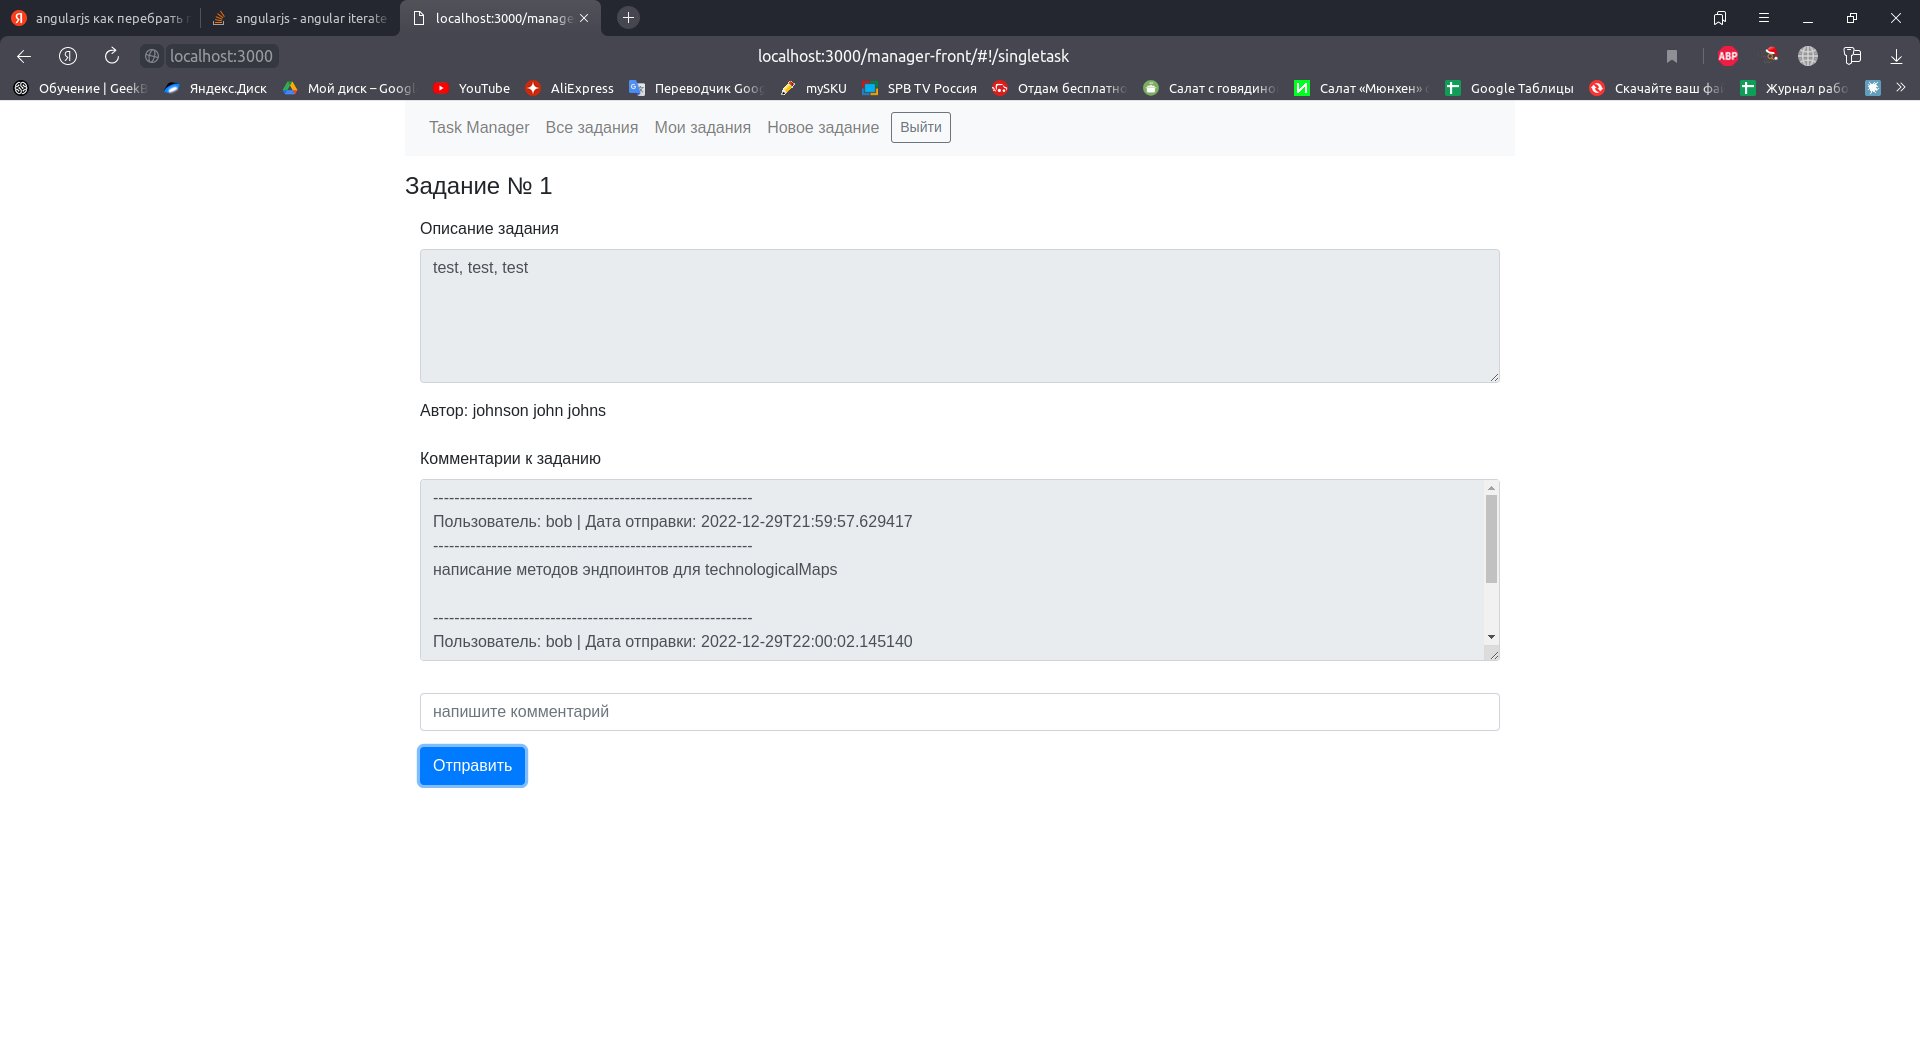 angularjs как перебрать
angularjs - angular iterate
localhost:3000/manage
localhost:3000
localhost:3000/manager-front/#!/singletask
ABP
Обучение | GeekB
Яндекс.Диск
Мой диск – Googl
YouTube
AliExpress
Переводчик Goo
mySKU
SPB TV Россия
Отдам бесплатно
Салат с говядино
Салат «Мюнхен»
Google Таблицы
Скачайте ваш фа
Журнал рабо
Task Manager Все задания Мои задания Новое задание Выйти
Задание № 1
Описание задания
test, test, test
Автор: johnson john johns
Комментарии к заданию
------------------------------------------------------------
Пользователь: bob | Дата отправки: 2022-12-29T21:59:57.629417
------------------------------------------------------------
написание методов эндпоинтов для technologicalMaps
------------------------------------------------------------
Пользователь: bob | Дата отправки: 2022-12-29T22:00:02.145140
напишите комментарий
Отправить